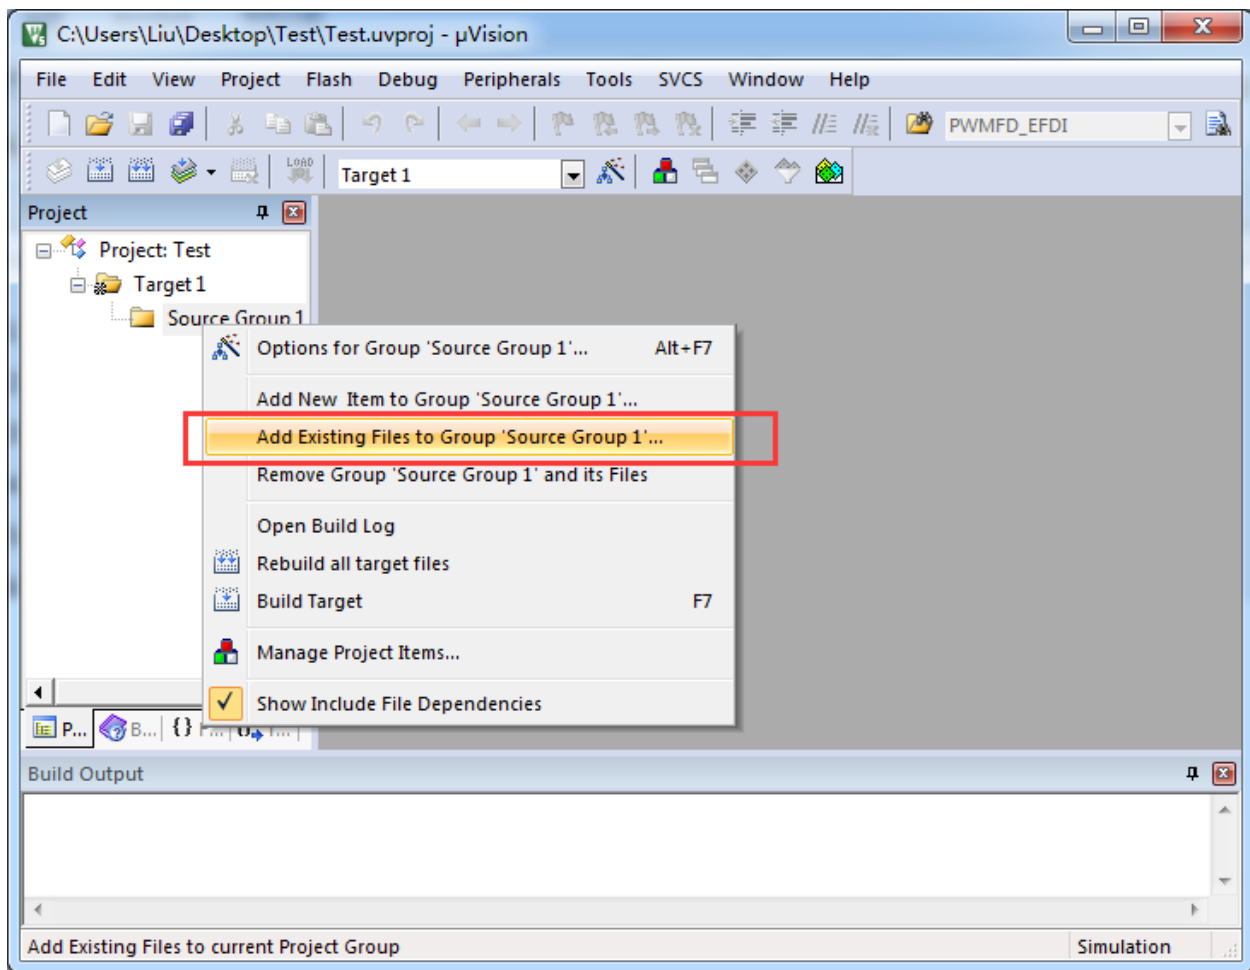 C:\Users\Liu\Desktop\Test\Test.uvproj - µVision
File Edit View Project Flash Debug Peripherals Tools SVCS Window Help
PWMFD_EFDI
LOAD Target 1
Project
Project: Test
Target 1
Source Group 1
Options for Group 'Source Group 1'... Alt+F7
Add New Item to Group 'Source Group 1'...
Add Existing Files to Group 'Source Group 1'...
Remove Group 'Source Group 1' and its Files
Open Build Log
Rebuild all target files
Build Target F7
Manage Project Items...
Show Include File Dependencies
P... B... {}
Build Output
Add Existing Files to current Project Group Simulation